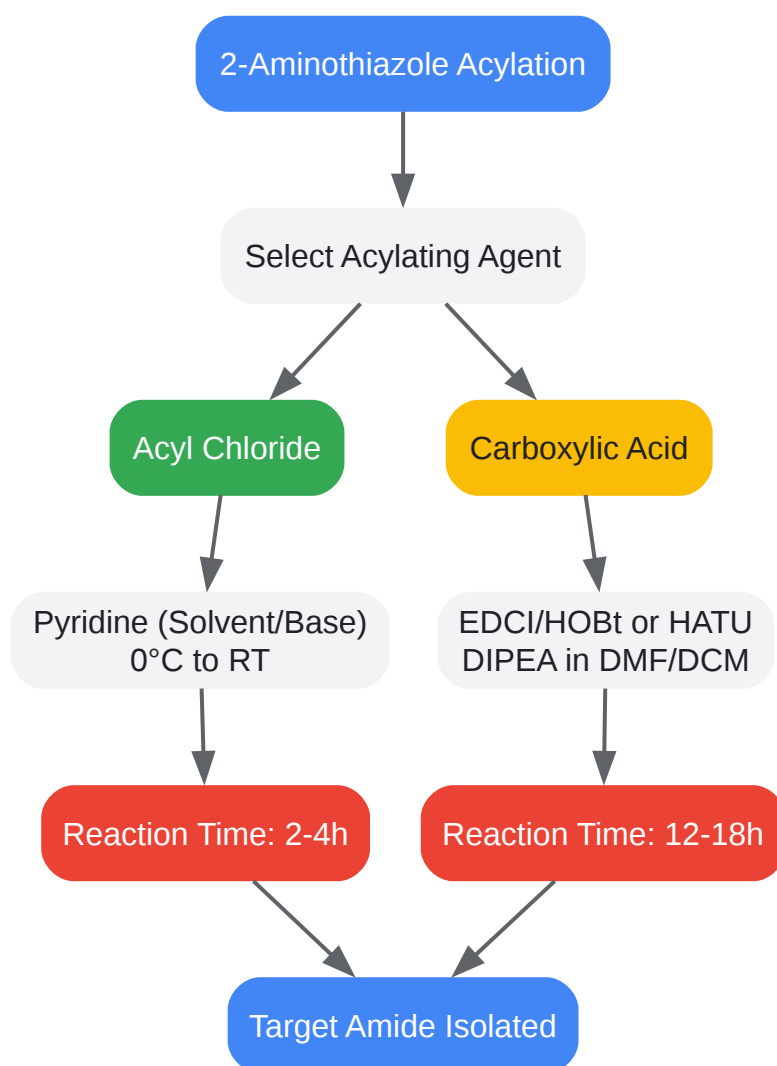 2-Aminothiazole Acylation
Select Acylating Agent
Acyl Chloride
Carboxylic Acid
Pyridine (Solvent/Base)
0°C to RT
EDCI/HOBt or HATU
DIPEA in DMF/DCM
Reaction Time: 2-4h
Reaction Time: 12-18h
Target Amide Isolated